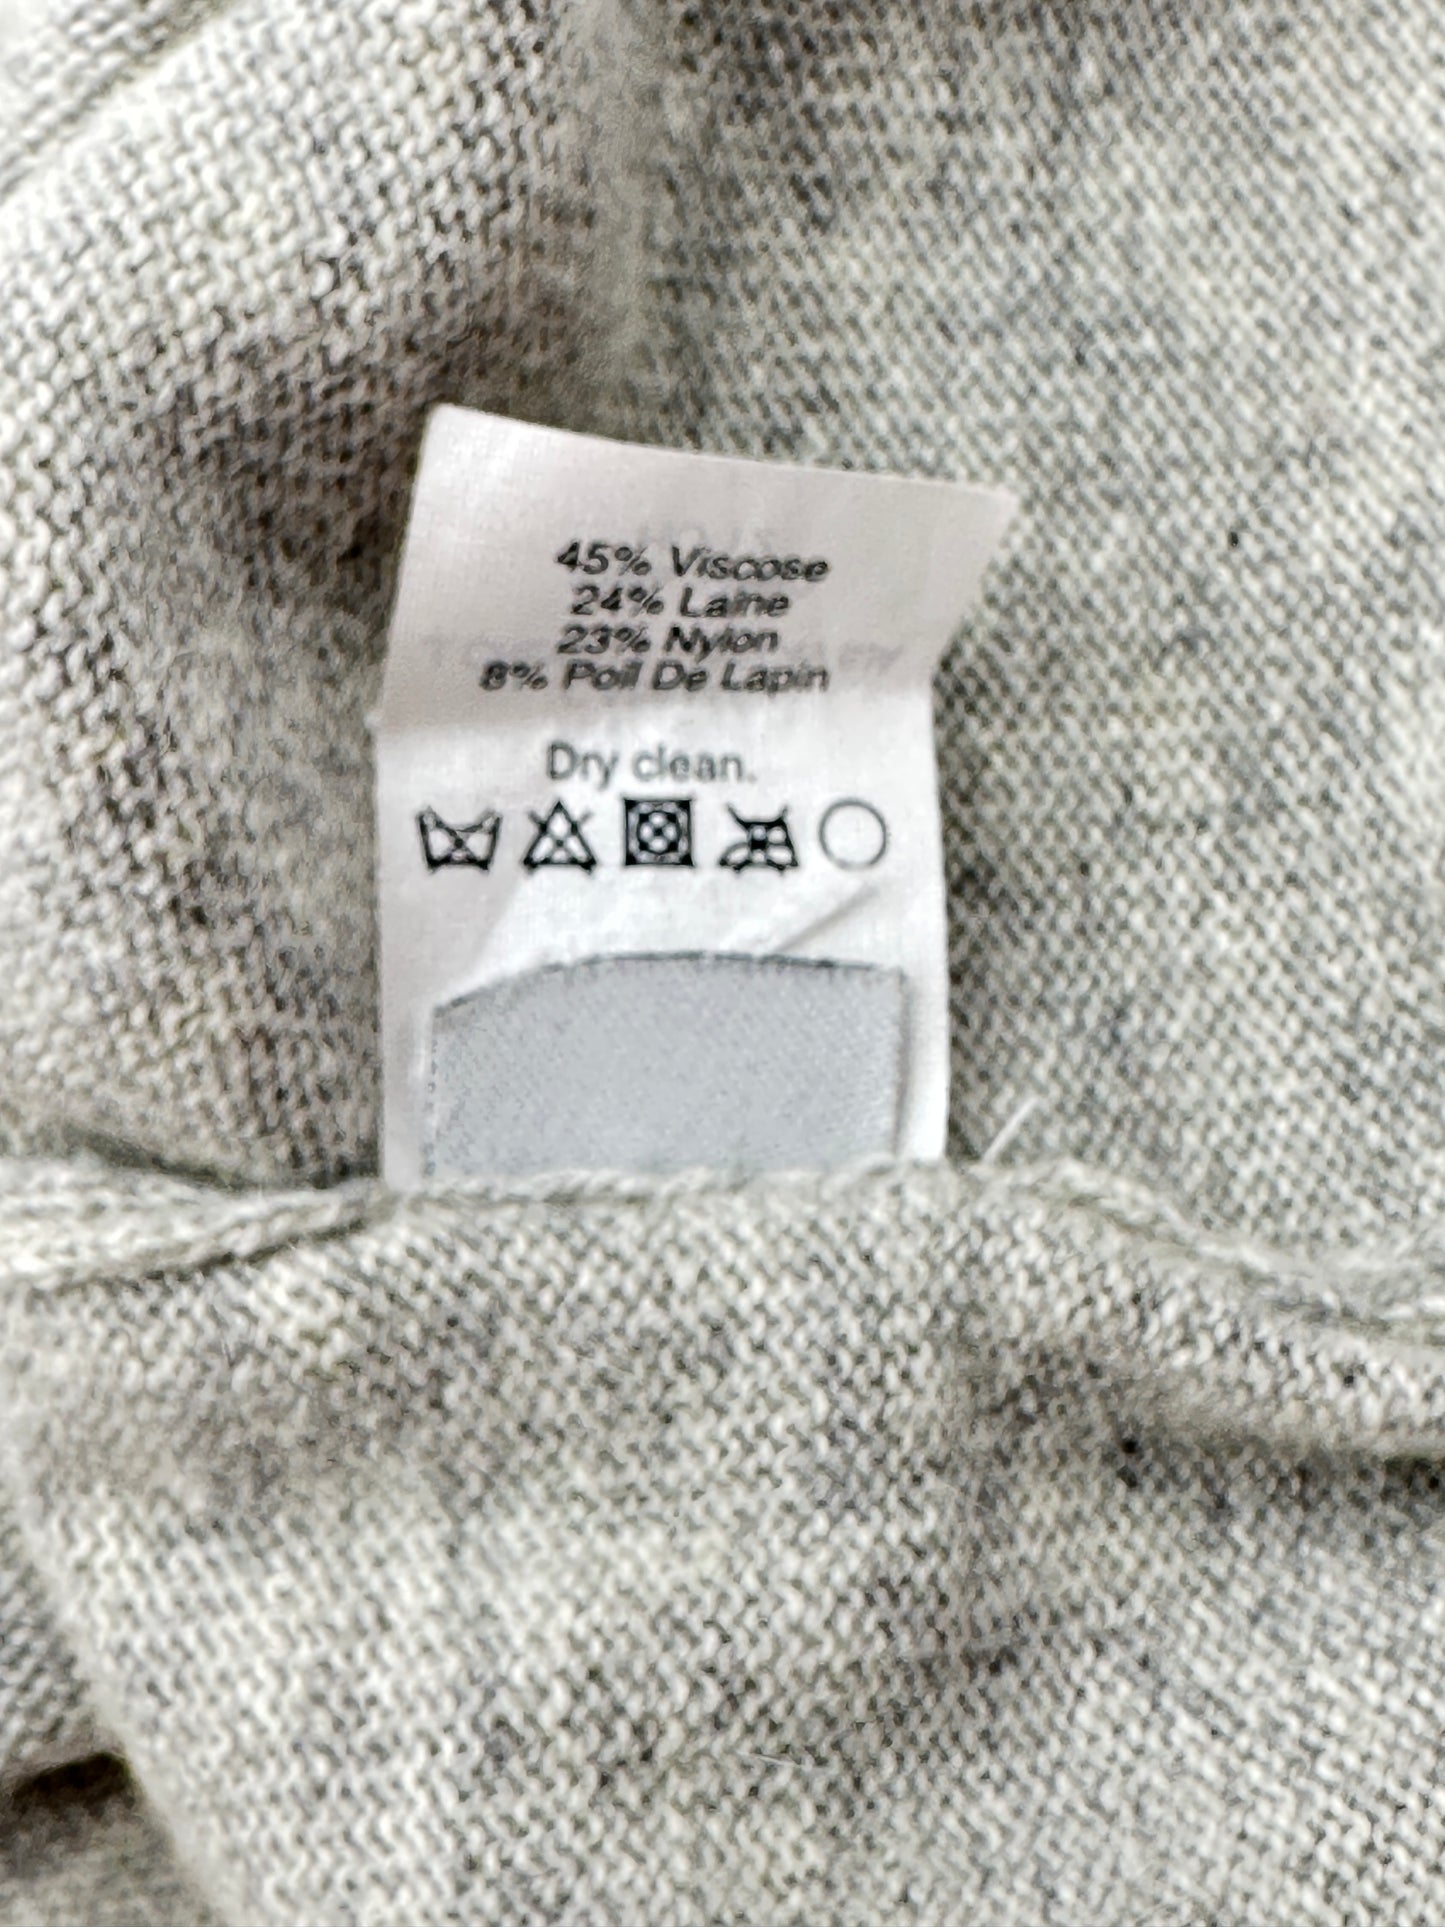 45% Viscose
24% Laine
23% Nylon
8% Poil De Lapin
Dry clean.